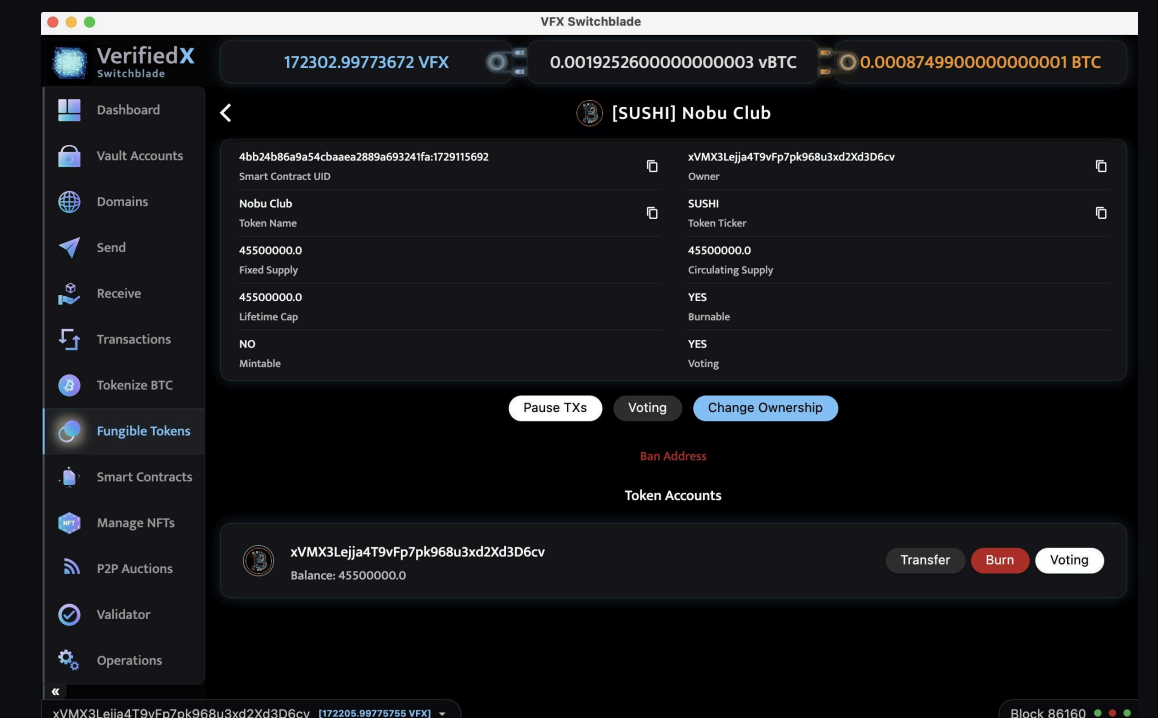 VFX Switchblade
VerifiedX
Switchblade
172302.99773672 VFX
0.0019252600000000003 vBTC
0.0008749900000000001 BTC
Dashboard
Vault Accounts
Domains
Send
Receive
Transactions
Tokenize BTC
Fungible Tokens
Smart Contracts
NFT
Manage NFTs
P2P Auctions
Validator
Operations
«
[SUSHI] Nobu Club
4bb24b86a9a54cbaaea2889a693241fa:1729115692
Smart Contract UID
xVMX3Lejja4T9vFp7pk968u3xd2Xd3D6cv
Owner
Nobu Club
Token Name
SUSHI
Token Ticker
45500000.0
Fixed Supply
45500000.0
Circulating Supply
45500000.0
Lifetime Cap
YES
Burnable
NO
Mintable
YES
Voting
Pause TXs
Voting
Change Ownership
Ban Address
Token Accounts
xVMX3Lejja4T9vFp7pk968u3xd2Xd3D6cv
Balance: 45500000.0
Transfer
Burn
Voting
xVMX3Lejja4T9vFp7pk968u3xd2Xd3D6cv [172205.99775755 VFX]
Block 86160